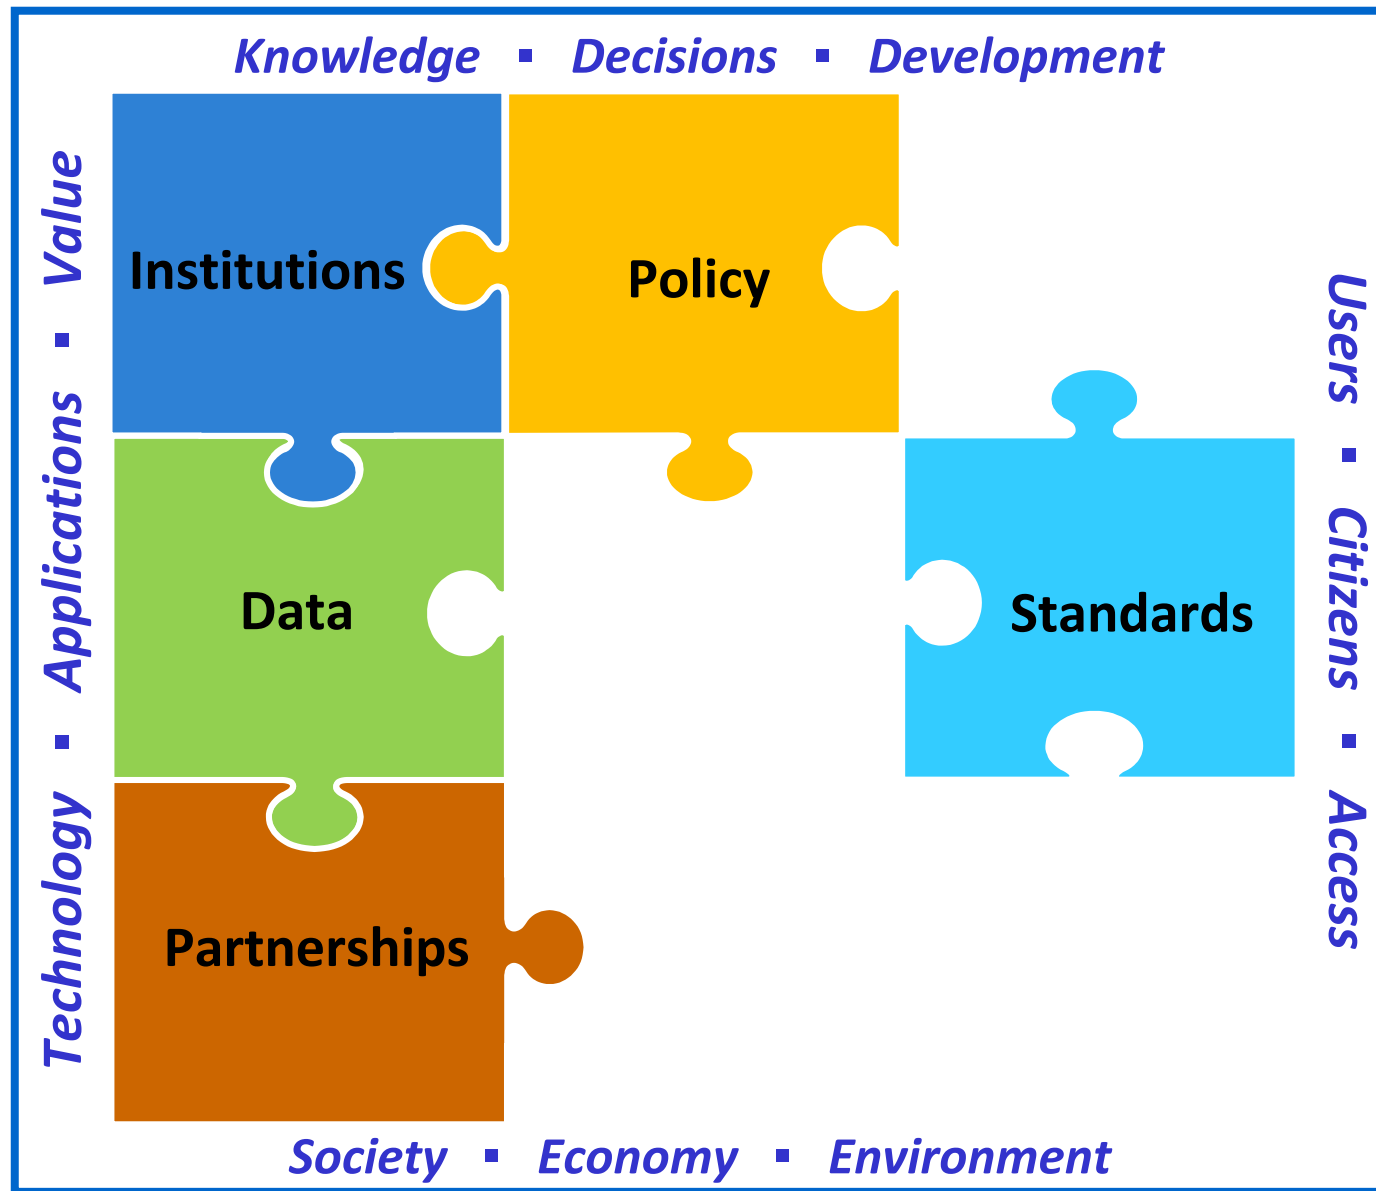 Knowledge ▪ Decisions ▪ Development
Technology ▪ Applications ▪ Value
Institutions
Policy
Data
Standards
Partnerships
Users ▪ Citizens ▪ Access
Society ▪ Economy ▪ Environment